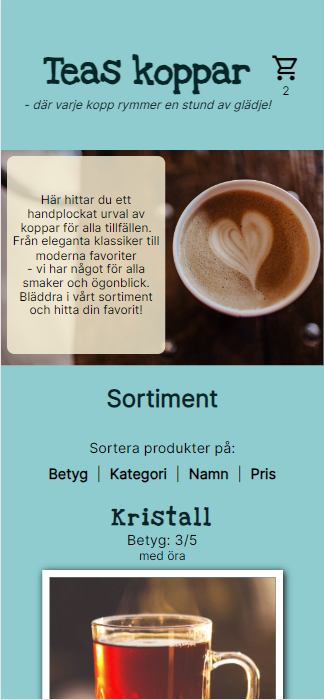 Teas koppar
2
- där varje kopp rymmer en stund av glädje!
Här hittar du ett
handplockat urval av
koppar för alla tillfällen.
Från eleganta klassiker till
moderna favoriter
- vi har något för alla
smaker och ögonblick.
Bläddra i vårt sortiment
och hitta din favorit!
Sortiment
Sortera produkter på:
Betyg | Kategori | Namn | Pris
Kristall
Betyg: 3/5
med öra